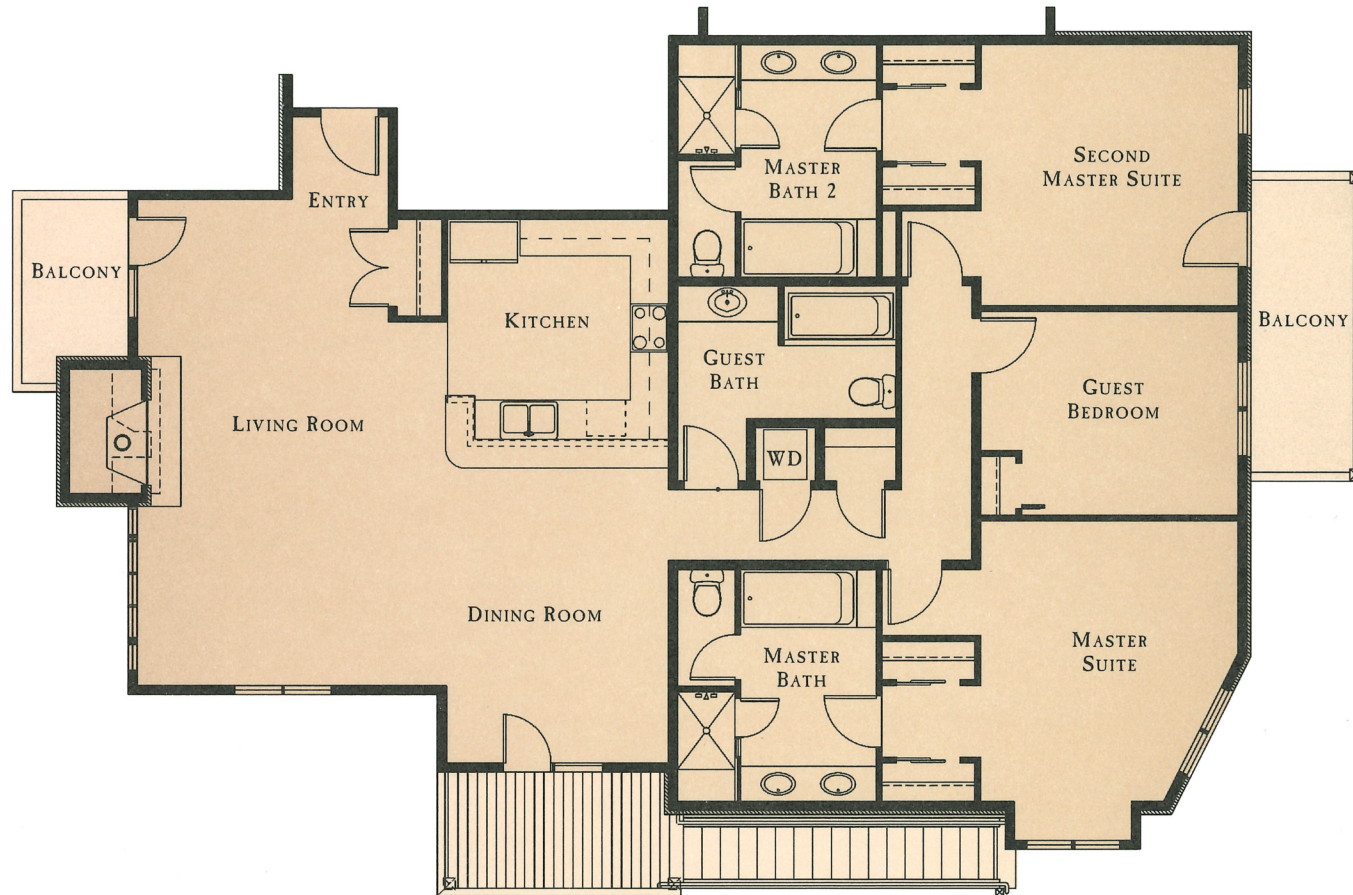 MASTER
BATH 2
SECOND
MASTER SUITE
ENTRY
BALCONY
KITCHEN
BALCONY
GUEST
BATH
GUEST
BEDROOM
LIVING ROOM
WD
DINING ROOM
MASTER
BATH
MASTER
SUITE